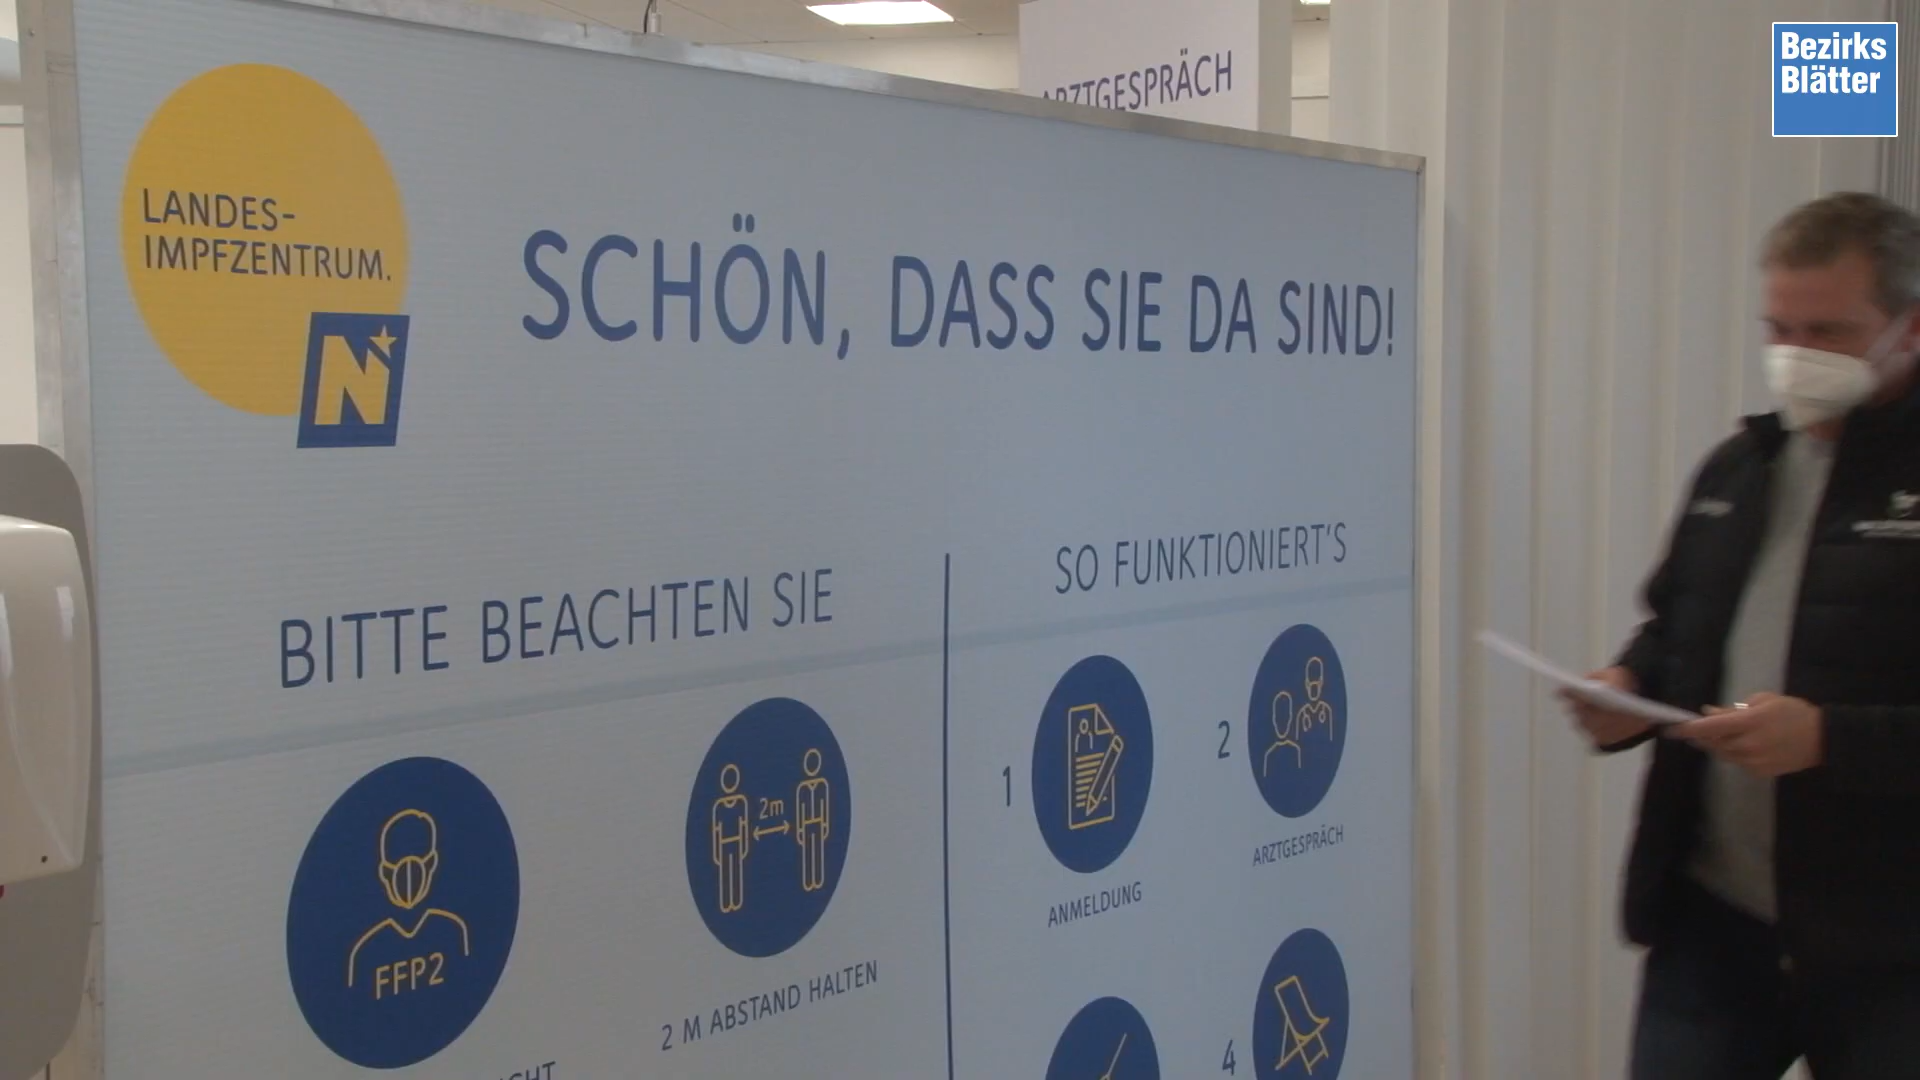 Bezirks
Blätter
ARZTGESPRÄCH
LANDES-
IMPFZENTRUM.
N
SCHÖN, DASS SIE DA SIND!
BITTE BEACHTEN SIE
SO FUNKTIONIERT'S
FFP2
2m
2 M ABSTAND HALTEN
1
ANMELDUNG
2
ARZTGESPRÄCH
4